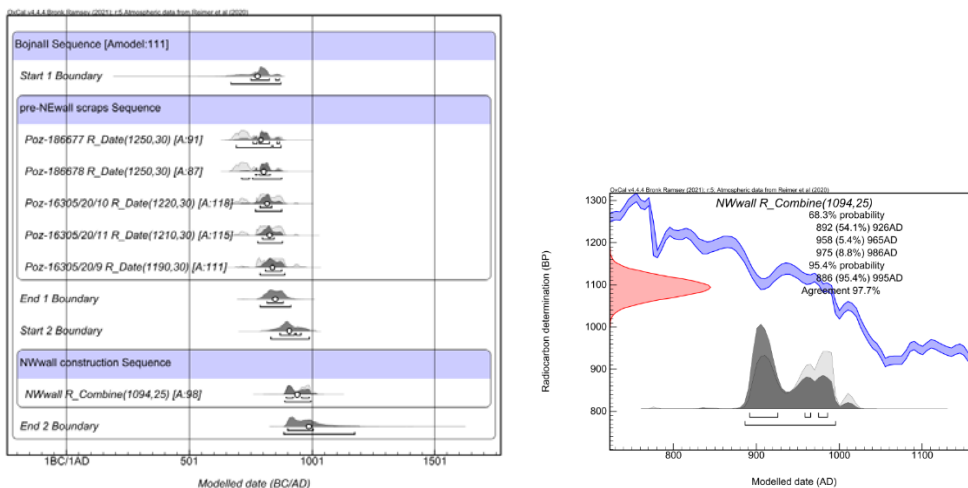 OxCal v4.4.4 Bronk Ramsey (2021); r:5 Atmospheric data from Reimer et al (2020)
BojnaII Sequence [Amodel:111]
Start 1 Boundary
pre-NEwall scraps Sequence
Poz-186677 R_Date(1250,30) [A:91]
Poz-186678 R_Date(1250,30) [A:87]
Poz-16305/20/10 R_Date(1220,30) [A:118]
Poz-16305/20/11 R_Date(1210,30) [A:115]
Poz-16305/20/9 R_Date(1190,30) [A:111]
End 1 Boundary
Start 2 Boundary
NWwall construction Sequence
NWwall R_Combine(1094,25) [A:98]
End 2 Boundary
1BC/1AD 501 1001 1501
Modelled date (BC/AD)
OxCal v4.4.4 Bronk Ramsey (2021); r:5 Atmospheric data from Reimer et al (2020)
NWwall R_Combine(1094,25)
68.3% probability
892 (54.1%) 926AD
958 (5.4%) 965AD
975 (8.8%) 986AD
95.4% probability
886 (95.4%) 995AD
Agreement 97.7%
Radiocarbon determination (BP)
1300
1200
1100
1000
900
800
800 900 1000 1100
Modelled date (AD)